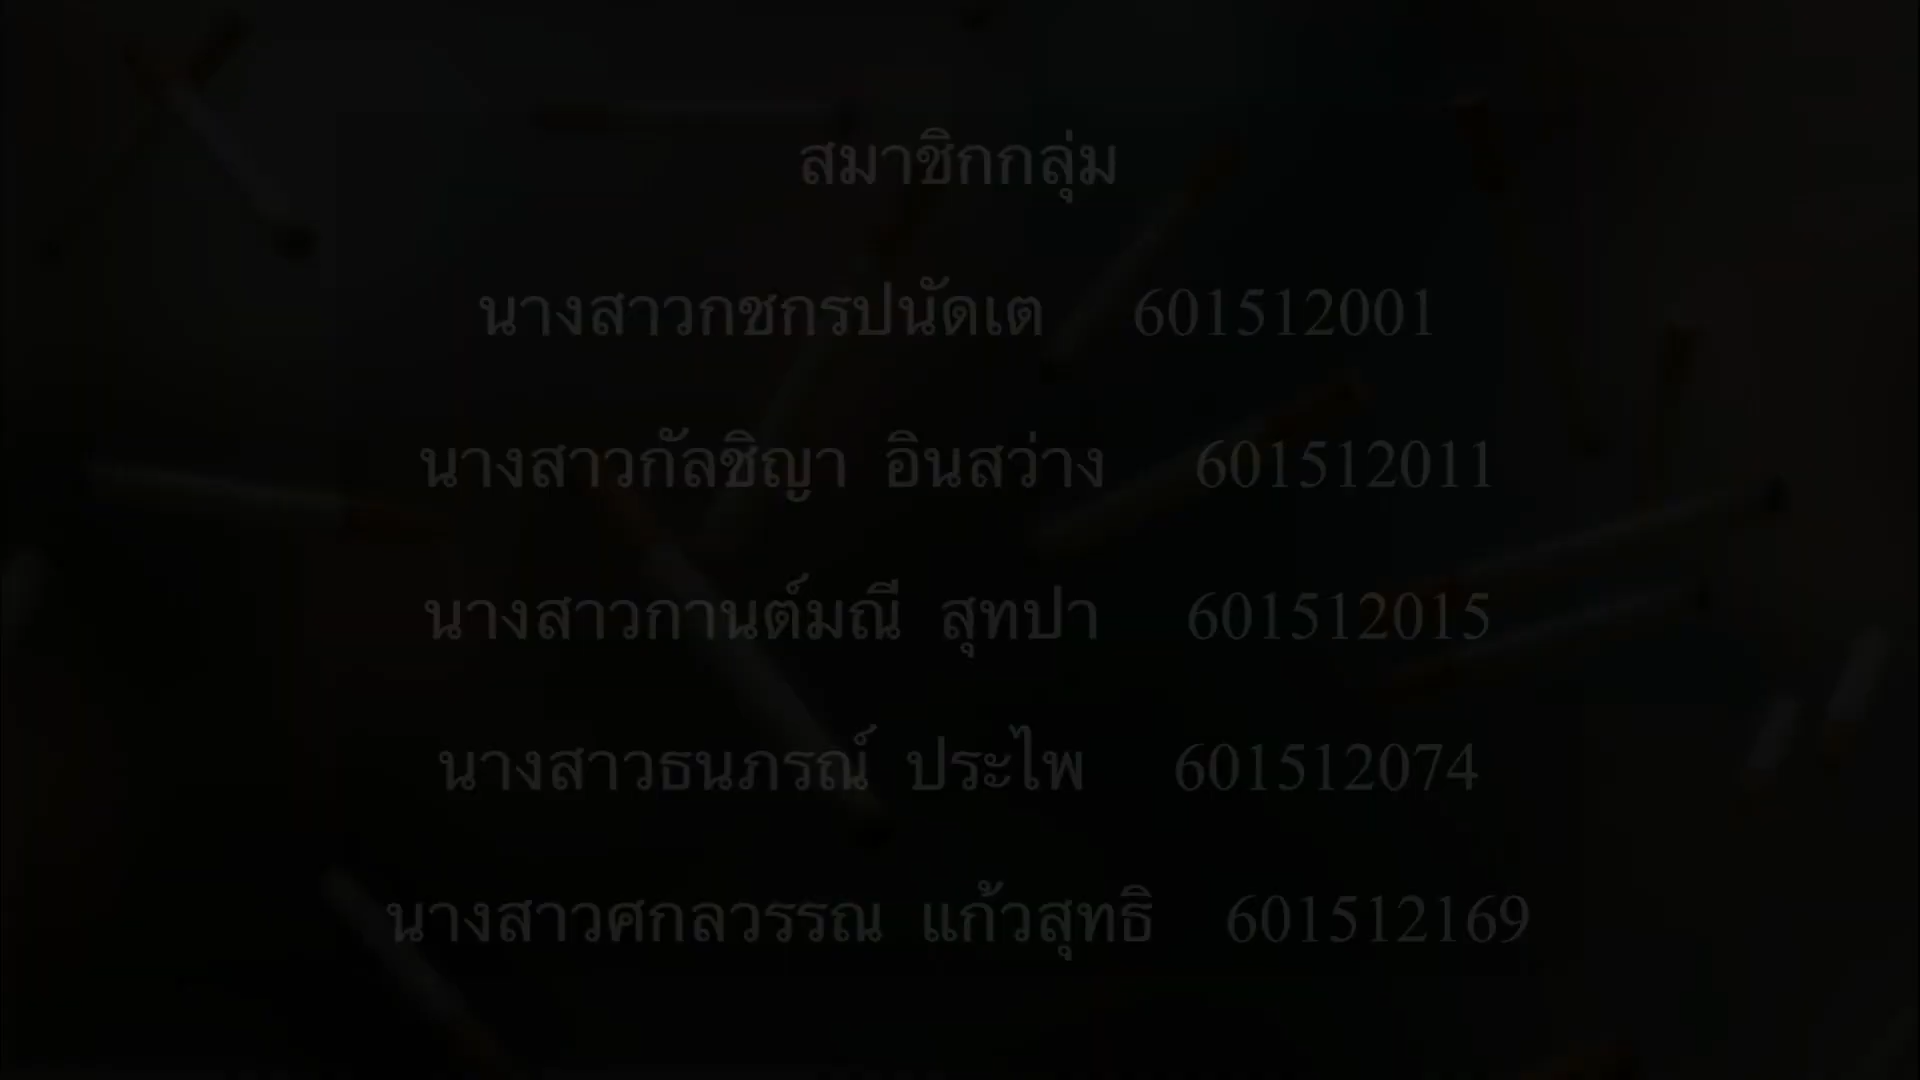 สมาชิกกลุ่ม
นางสาวกชกรปนัดเต 601512001
นางสาวกัลชิญา อินสว่าง 601512011
นางสาวกานต์มณี สุทปา 601512015
นางสาวธนภรณ์ ประไพ 601512074
นางสาวศกลวรรณ แก้วสุทธิ 601512169